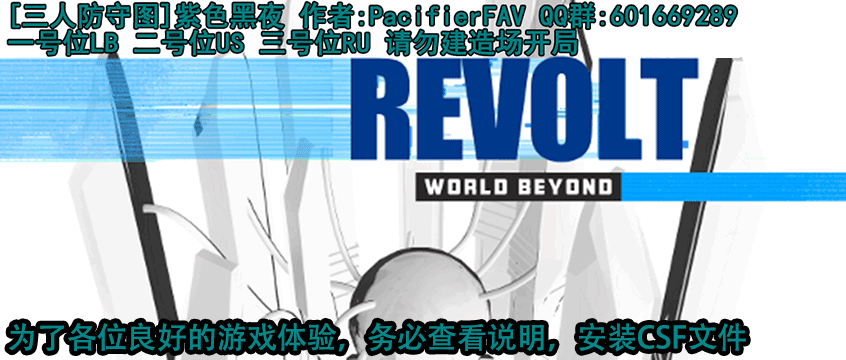 [三人防守图]紫色黑夜 作者:PacifierFAV QQ群:601669289
一号位LB 二号位US 三号位RU 请勿建造场开局
REVOLT
WORLD BEYOND
为了各位良好的游戏体验，务必查看说明，安装CSF文件